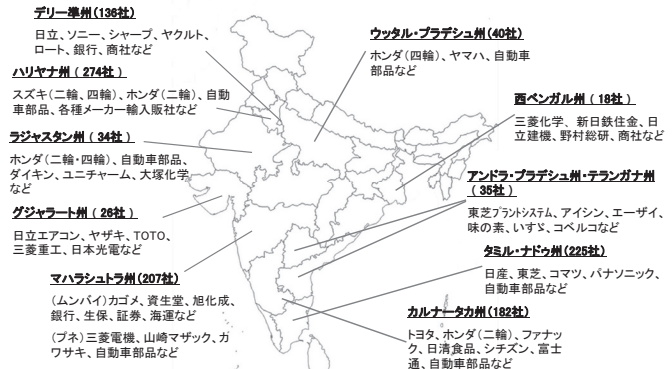 デリー準州(136社)
日立、ソニー、シャープ、ヤクルト、
ロート、銀行、商社など
ハリヤナ州 ( 274社 )
スズキ(二輪、四輪)、ホンダ(二輪)、自動
車部品、各種メーカー輸入販社など
ラジャスタン州 ( 34社 )
ホンダ(二輪・四輪)、自動車部品、
ダイキン、ユニチャーム、大塚化学
など
グジャラート州 ( 26社 )
日立エアコン、ヤザキ、TOTO、
三菱重工、日本光電など
マハラシュトラ州(207社)
(ムンバイ)カゴメ、資生堂、旭化成、
銀行、生保、証券、海運など
(プネ)三菱電機、山崎マザック、カ
ワサキ、自動車部品など
ウッタル・プラデシュ州(40社)
ホンダ(四輪)、ヤマハ、自動車
部品など
西ベンガル州 ( 18社 )
三菱化学、新日鉄住金、日
立建機、野村総研、商社など
アンドラ・プラデシュ州・テランガナ州
( 35社 )
東芝プラントシステム、アイシン、エーザイ、
味の素、いすゞ、コベルコなど
タミル・ナドゥ州(225社)
日産、東芝、コマツ、パナソニック、
自動車部品など
カルナータカ州(182社)
トヨタ、ホンダ(二輪)、ファナッ
ク、日清食品、シチズン、富士
通、自動車部品など